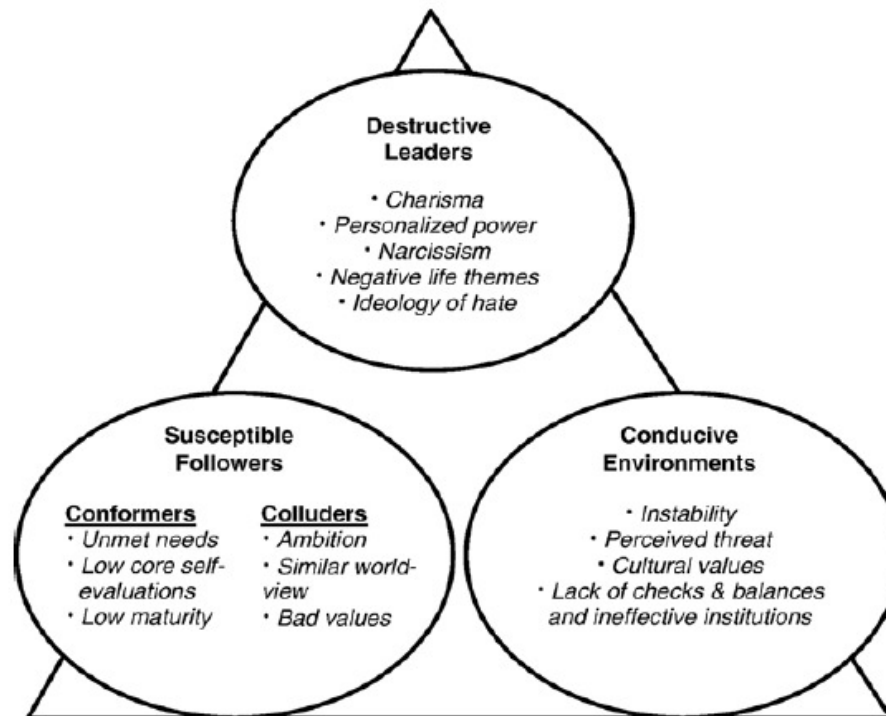 Destructive
Leaders
· Charisma
· Personalized power
· Narcissism
· Negative life themes
· Ideology of hate
Susceptible
Followers
Conformers
· Unmet needs
· Low core self-
evaluations
· Low maturity
Colluders
· Ambition
· Similar world-
view
· Bad values
Conducive
Environments
· Instability
· Perceived threat
· Cultural values
· Lack of checks & balances
and ineffective institutions